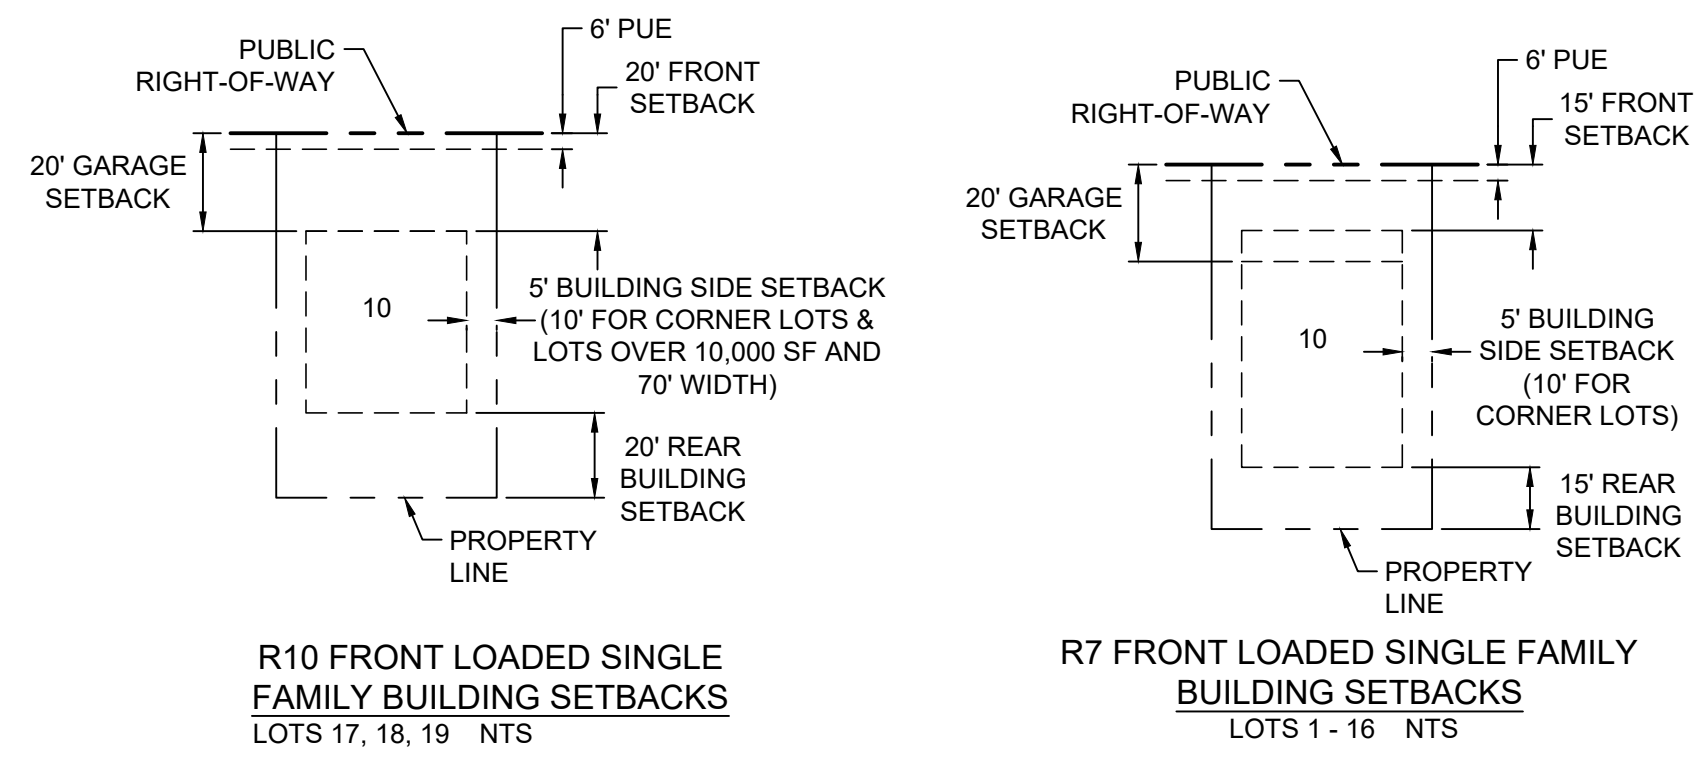 PUBLIC
RIGHT-OF-WAY
6' PUE
20' FRONT
SETBACK
20' GARAGE
SETBACK
10
5' BUILDING SIDE SETBACK
(10' FOR CORNER LOTS &
LOTS OVER 10,000 SF AND
70' WIDTH)
20' REAR
BUILDING
SETBACK
PROPERTY
LINE
R10 FRONT LOADED SINGLE
FAMILY BUILDING SETBACKS
LOTS 17, 18, 19 NTS
PUBLIC
RIGHT-OF-WAY
6' PUE
15' FRONT
SETBACK
20' GARAGE
SETBACK
10
5' BUILDING
SIDE SETBACK
(10' FOR
CORNER LOTS)
15' REAR
BUILDING
SETBACK
PROPERTY
LINE
R7 FRONT LOADED SINGLE FAMILY
BUILDING SETBACKS
LOTS 1 - 16 NTS